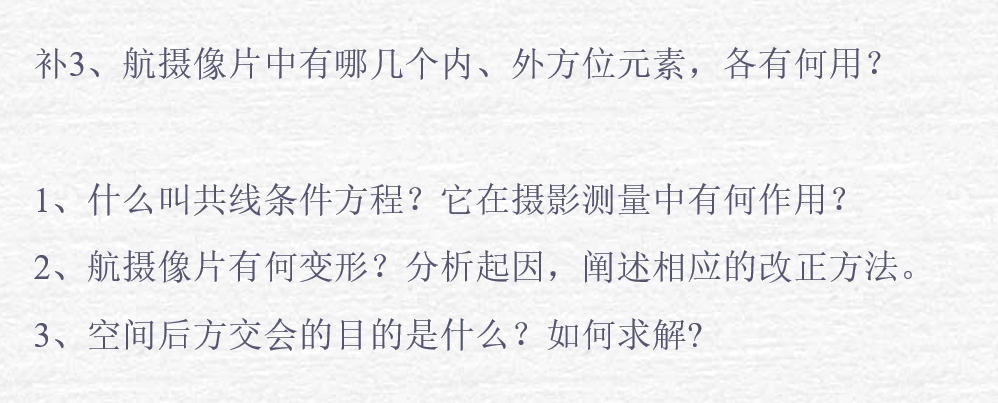 补3、航摄像片中有哪几个内、外方位元素，各有何用？
1、什么叫共线条件方程？它在摄影测量中有何作用？
2、航摄像片有何变形？分析起因，阐述相应的改正方法。
3、空间后方交会的目的是什么？如何求解?